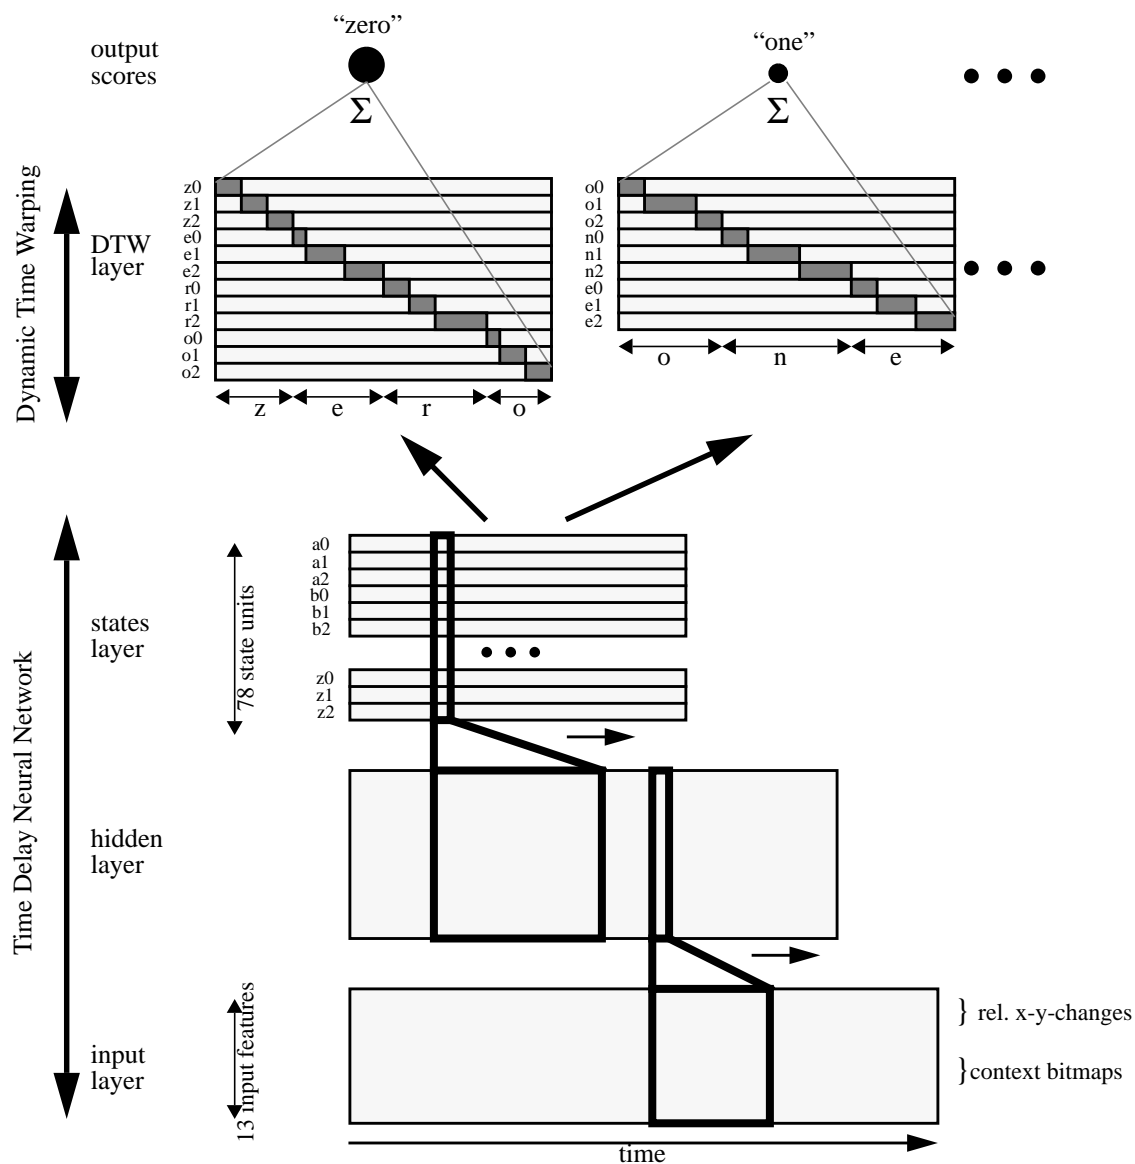 “zero”
“one”
output
scores
Σ
Σ
Dynamic Time Warping
DTW
layer
z0
z1
z2
e0
e1
e2
r0
r1
r2
o0
o1
o2
z e r o
o0
o1
o2
n0
n1
n2
e0
e1
e2
o n e
Time Delay Neural Network
states
layer
78 state units
a0
a1
a2
b0
b1
b2
z0
z1
z2
hidden
layer
input
layer
13 input features
} rel. x-y-changes
}context bitmaps
time